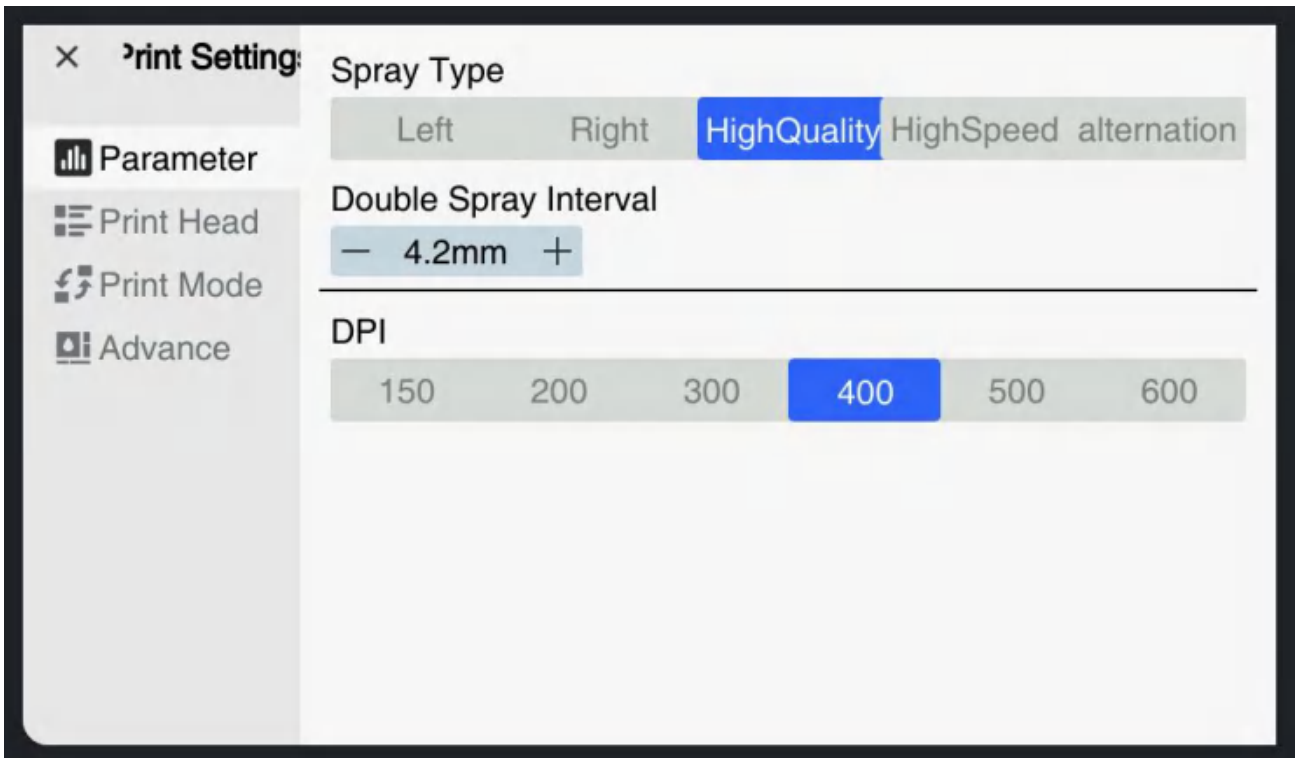 × Print Settings
Parameter
Print Head
Print Mode
Advance
Spray Type
Left Right HighQuality HighSpeed alternation
Double Spray Interval
— 4.2mm +
DPI
150 200 300 400 500 600